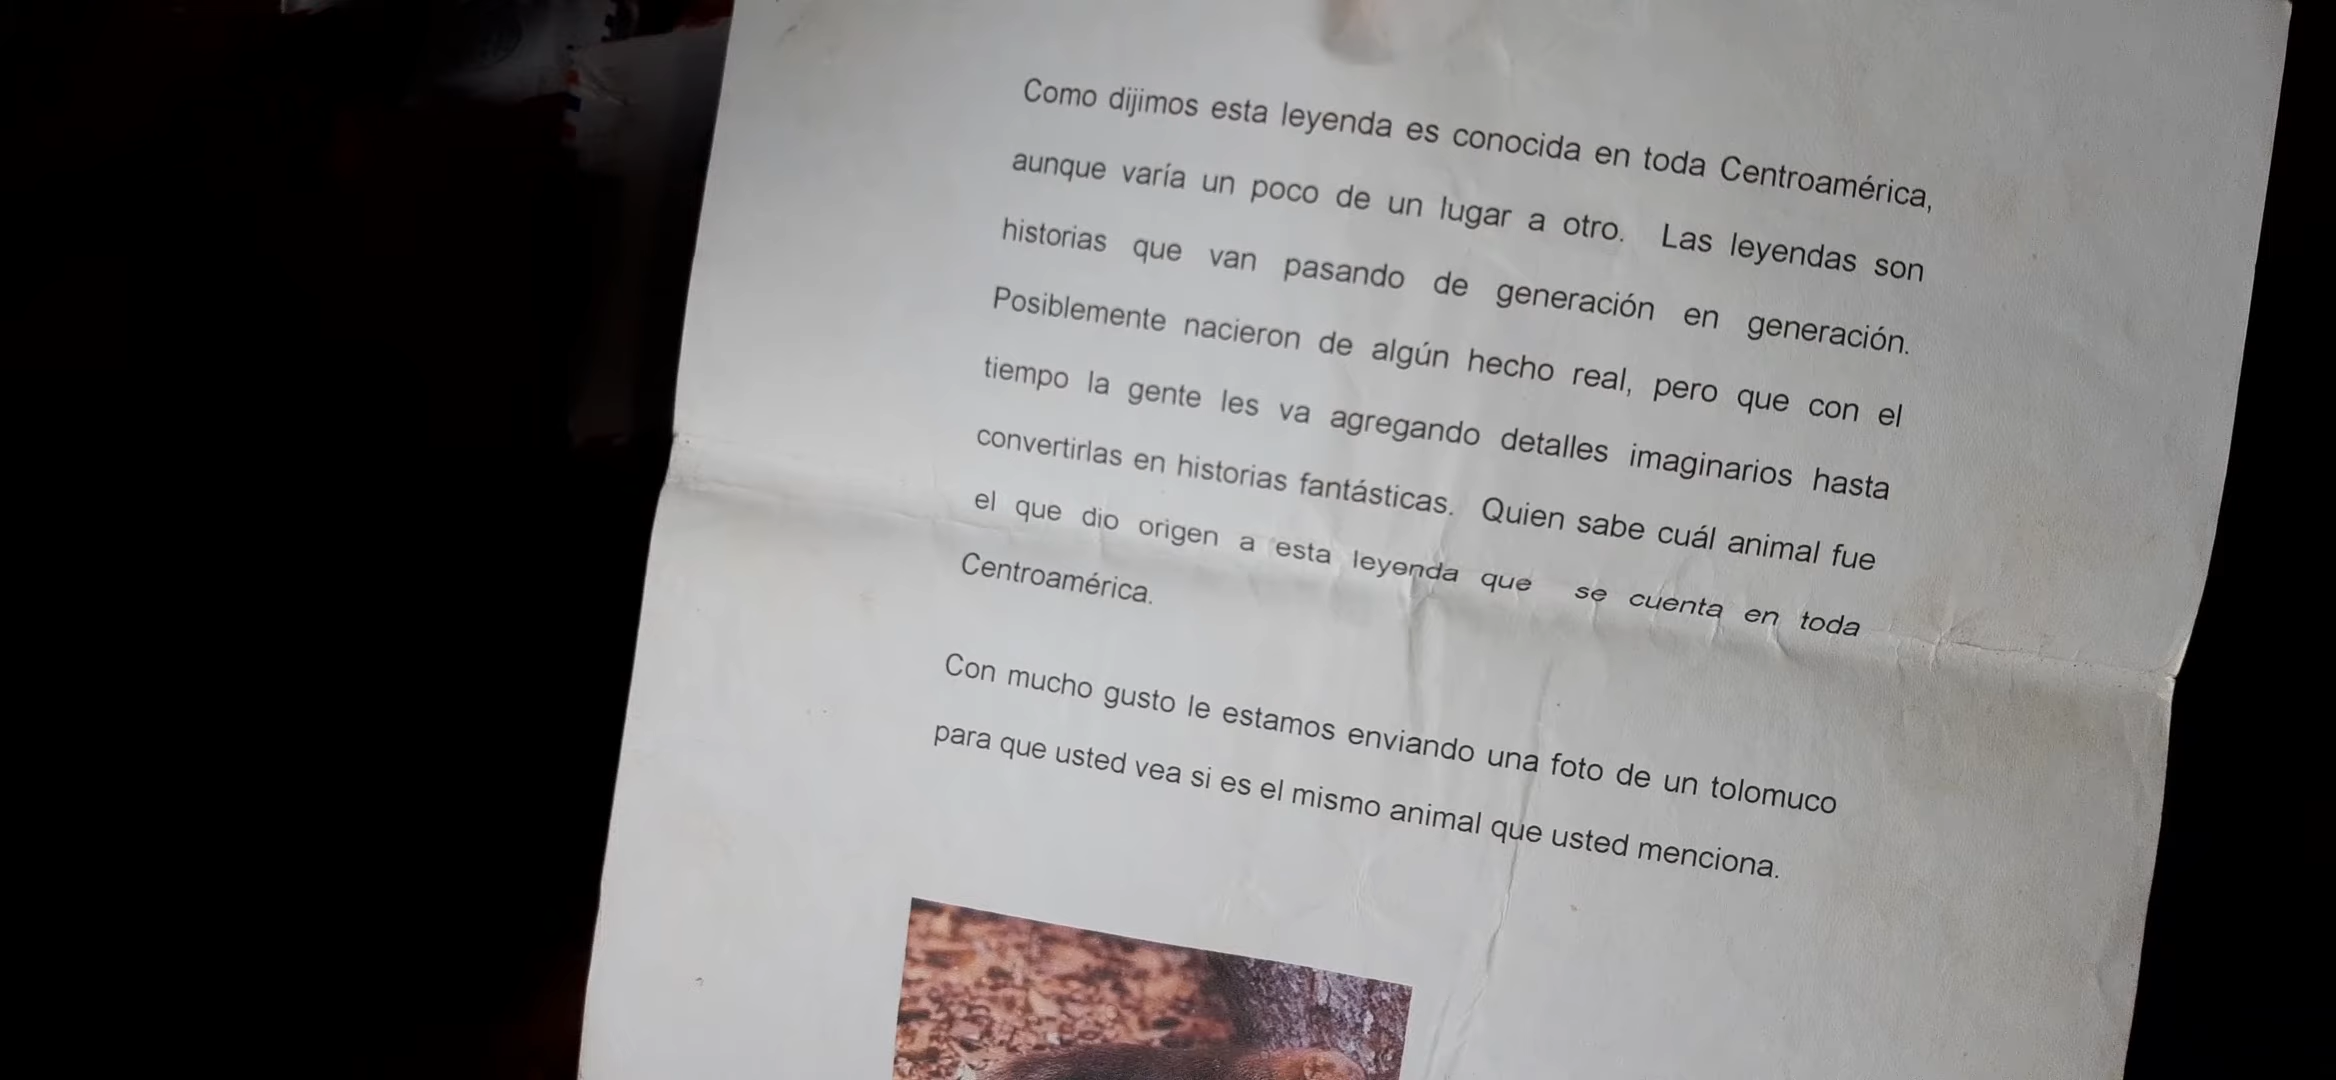 Como dijimos esta leyenda es conocida en toda Centroamérica,
aunque varía un poco de un lugar a otro. Las leyendas son
historias que van pasando de generación en generación.
Posiblemente nacieron de algún hecho real, pero que con el
tiempo la gente les va agregando detalles imaginarios hasta
convertirlas en historias fantásticas. Quien sabe cuál animal fue
el que dio origen a esta leyenda que se cuenta en toda
Centroamérica.
Con mucho gusto le estamos enviando una foto de un tolomuco
para que usted vea si es el mismo animal que usted menciona.